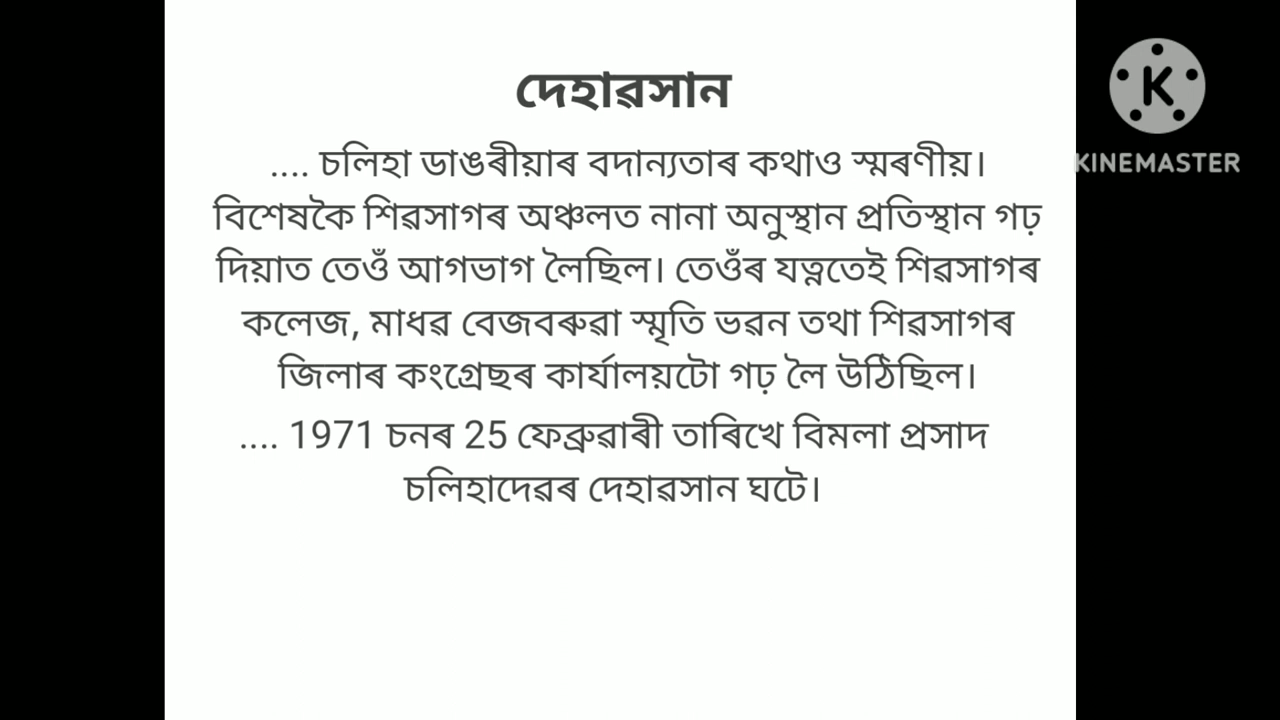 দেহাৱসান
.... চলিহা ডাঙৰীয়াৰ বদান্যতাৰ কথাও স্মৰণীয়।
বিশেষকৈ শিৱসাগৰ অঞ্চলত নানা অনুস্থান প্ৰতিস্থান গঢ়
দিয়াত তেওঁ আগভাগ লৈছিল। তেওঁৰ যত্নতেই শিৱসাগৰ
কলেজ, মাধৱ বেজবৰুৱা স্মৃতি ভৱন তথা শিৱসাগৰ
জিলাৰ কংগ্ৰেছৰ কাৰ্যালয়টো গঢ় লৈ উঠিছিল।
.... 1971 চনৰ 25 ফেব্ৰুৱাৰী তাৰিখে বিমলা প্ৰসাদ
চলিহাদেৱৰ দেহাৱসান ঘটে।
K
KINEMASTER